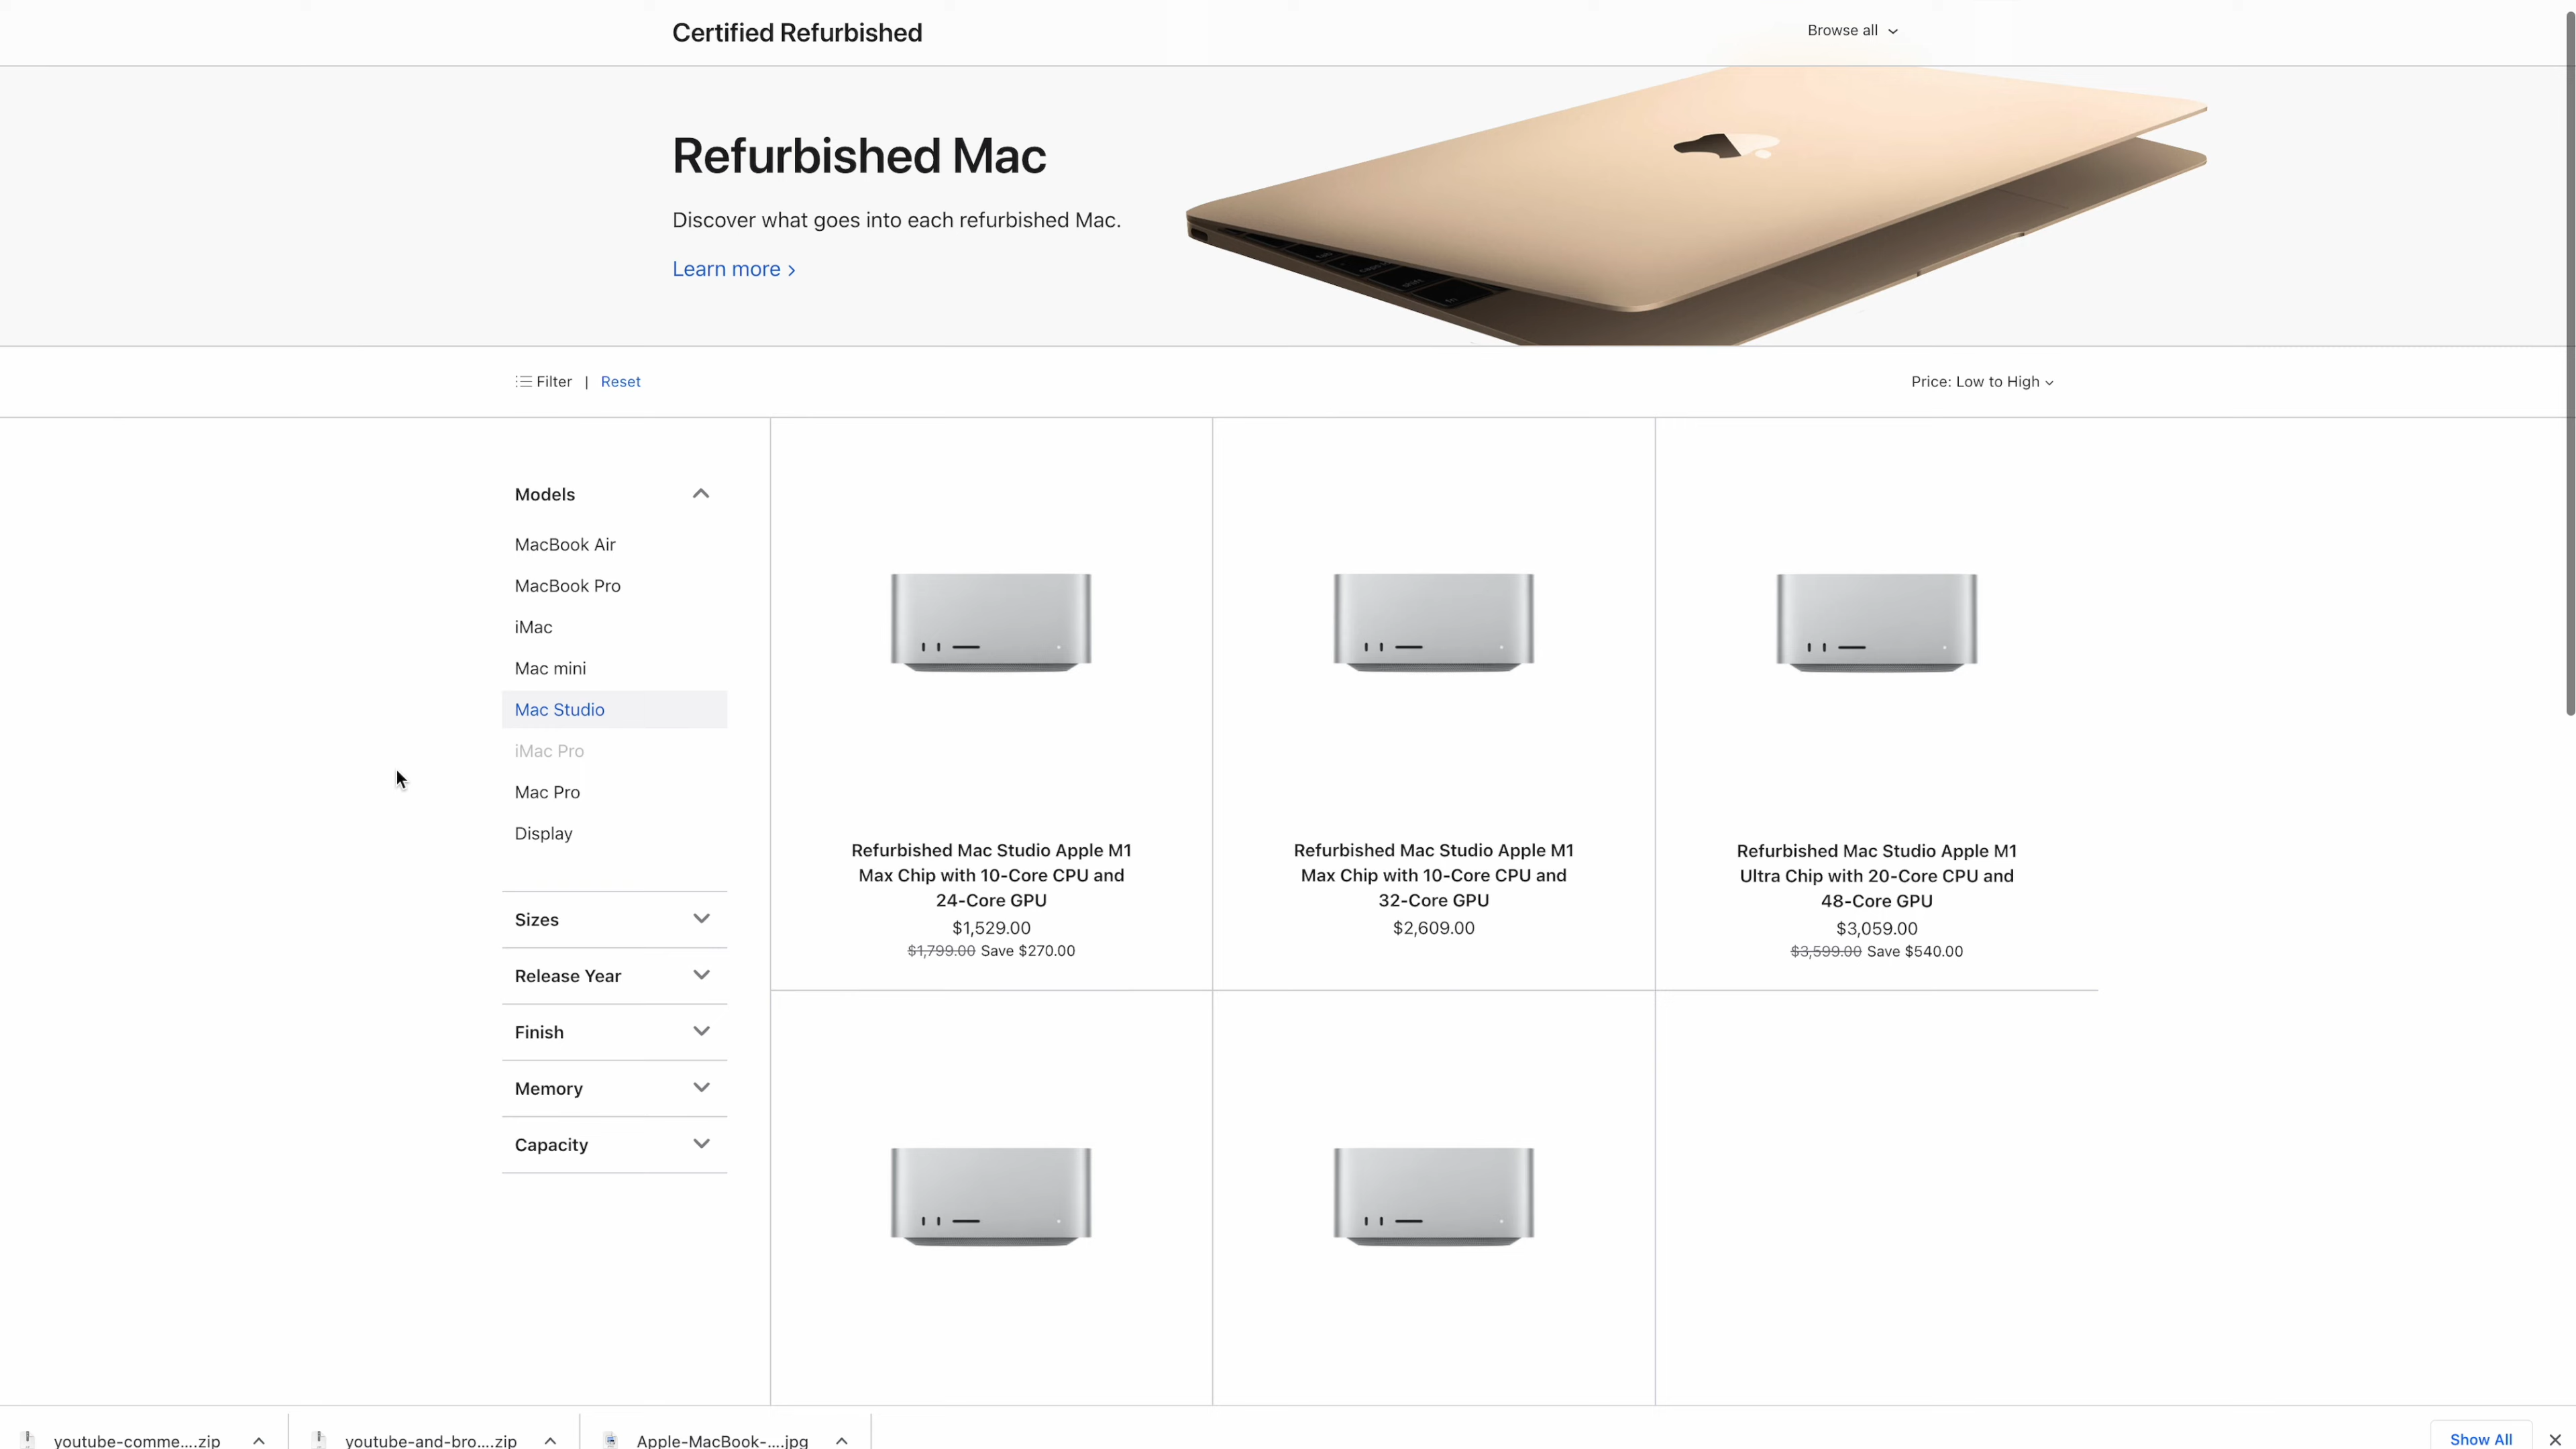 Certified Refurbished
Browse all
Refurbished Mac
Discover what goes into each refurbished Mac.
Learn more >
Filter | Reset
Price: Low to High
Models
MacBook Air
MacBook Pro
iMac
Mac mini
Mac Studio
iMac Pro
Mac Pro
Display
Sizes
Release Year
Finish
Memory
Capacity
Refurbished Mac Studio Apple M1
Max Chip with 10-Core CPU and
24-Core GPU
$1,529.00
$1,799.00 Save $270.00
Refurbished Mac Studio Apple M1
Max Chip with 10-Core CPU and
32-Core GPU
$2,609.00
Refurbished Mac Studio Apple M1
Ultra Chip with 20-Core CPU and
48-Core GPU
$3,059.00
$3,599.00 Save $540.00
youtube-comme....zip
youtube-and-bro....zip
Apple-MacBook-....jpg
Show All